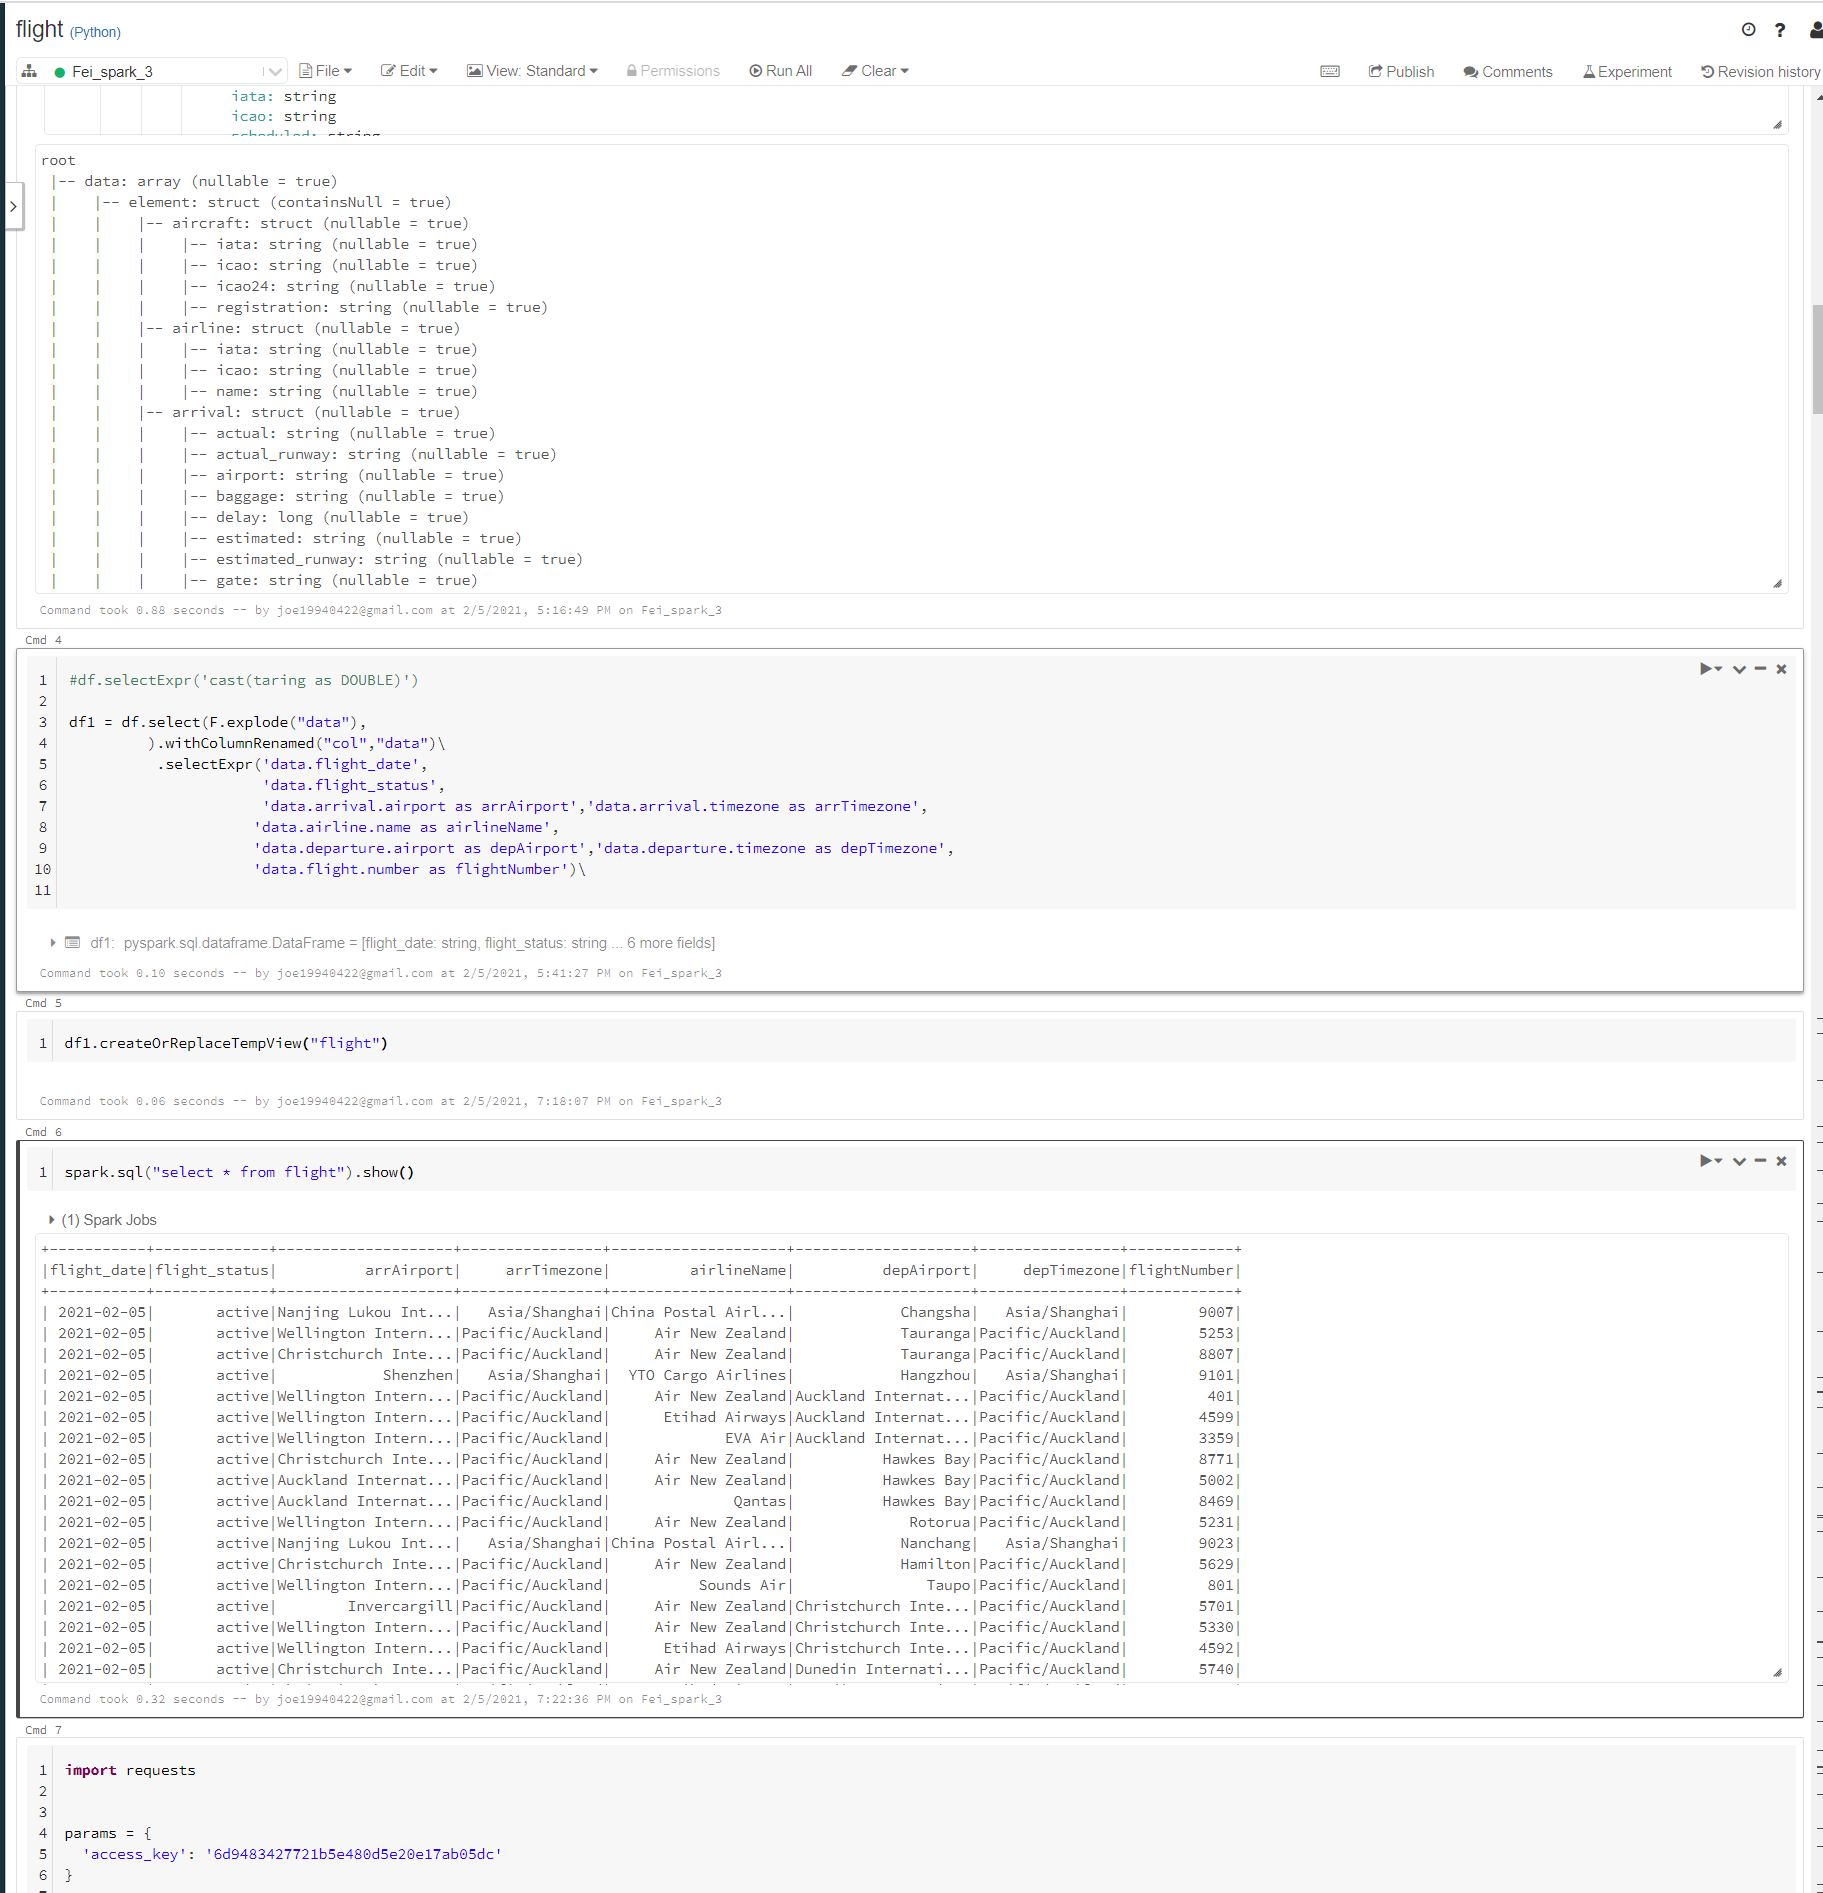 flight (Python)
Fei_spark_3 File Edit View: Standard Permissions Run All Clear Publish Comments Experiment Revision history
iata: string
icao: string
scheduled: string
root
 |-- data: array (nullable = true)
 |    |-- element: struct (containsNull = true)
 |    |    |-- aircraft: struct (nullable = true)
 |    |    |    |-- iata: string (nullable = true)
 |    |    |    |-- icao: string (nullable = true)
 |    |    |    |-- icao24: string (nullable = true)
 |    |    |    |-- registration: string (nullable = true)
 |    |    |-- airline: struct (nullable = true)
 |    |    |    |-- iata: string (nullable = true)
 |    |    |    |-- icao: string (nullable = true)
 |    |    |    |-- name: string (nullable = true)
 |    |    |-- arrival: struct (nullable = true)
 |    |    |    |-- actual: string (nullable = true)
 |    |    |    |-- actual_runway: string (nullable = true)
 |    |    |    |-- airport: string (nullable = true)
 |    |    |    |-- baggage: string (nullable = true)
 |    |    |    |-- delay: long (nullable = true)
 |    |    |    |-- estimated: string (nullable = true)
 |    |    |    |-- estimated_runway: string (nullable = true)
 |    |    |    |-- gate: string (nullable = true)
Command took 0.88 seconds -- by joe19940422@gmail.com at 2/5/2021, 5:16:49 PM on Fei_spark_3
Cmd 4
1 #df.selectExpr('cast(taring as DOUBLE)')
2
3 df1 = df.select(F.explode("data"),
4          ).withColumnRenamed("col","data")\
5           .selectExpr('data.flight_date',
6                       'data.flight_status',
7                       'data.arrival.airport as arrAirport','data.arrival.timezone as arrTimezone',
8                      'data.airline.name as airlineName',
9                      'data.departure.airport as depAirport','data.departure.timezone as depTimezone',
10                      'data.flight.number as flightNumber')\
11
df1: pyspark.sql.dataframe.DataFrame = [flight_date: string, flight_status: string ... 6 more fields]
Command took 0.10 seconds -- by joe19940422@gmail.com at 2/5/2021, 5:41:27 PM on Fei_spark_3
Cmd 5
1 df1.createOrReplaceTempView("flight")
Command took 0.06 seconds -- by joe19940422@gmail.com at 2/5/2021, 7:18:07 PM on Fei_spark_3
Cmd 6
1 spark.sql("select * from flight").show()
(1) Spark Jobs
+-----------+-------------+--------------------+----------------+--------------------+--------------------+----------------+------------+
|flight_date|flight_status|          arrAirport|     arrTimezone|         airlineName|          depAirport|     depTimezone|flightNumber|
+-----------+-------------+--------------------+----------------+--------------------+--------------------+----------------+------------+
| 2021-02-05|       active|Nanjing Lukou Int...|   Asia/Shanghai|China Postal Airl...|            Changsha|   Asia/Shanghai|        9007|
| 2021-02-05|       active|Wellington Intern...|Pacific/Auckland|     Air New Zealand|            Tauranga|Pacific/Auckland|        5253|
| 2021-02-05|       active|Christchurch Inte...|Pacific/Auckland|     Air New Zealand|            Tauranga|Pacific/Auckland|        8807|
| 2021-02-05|       active|            Shenzhen|   Asia/Shanghai|  YTO Cargo Airlines|            Hangzhou|   Asia/Shanghai|        9101|
| 2021-02-05|       active|Wellington Intern...|Pacific/Auckland|     Air New Zealand|Auckland Internat...|Pacific/Auckland|         401|
| 2021-02-05|       active|Wellington Intern...|Pacific/Auckland|      Etihad Airways|Auckland Internat...|Pacific/Auckland|        4599|
| 2021-02-05|       active|Wellington Intern...|Pacific/Auckland|             EVA Air|Auckland Internat...|Pacific/Auckland|        3359|
| 2021-02-05|       active|Christchurch Inte...|Pacific/Auckland|     Air New Zealand|          Hawkes Bay|Pacific/Auckland|        8771|
| 2021-02-05|       active|Auckland Internat...|Pacific/Auckland|     Air New Zealand|          Hawkes Bay|Pacific/Auckland|        5002|
| 2021-02-05|       active|Auckland Internat...|Pacific/Auckland|              Qantas|          Hawkes Bay|Pacific/Auckland|        8469|
| 2021-02-05|       active|Wellington Intern...|Pacific/Auckland|     Air New Zealand|             Rotorua|Pacific/Auckland|        5231|
| 2021-02-05|       active|Nanjing Lukou Int...|   Asia/Shanghai|China Postal Airl...|            Nanchang|   Asia/Shanghai|        9023|
| 2021-02-05|       active|Christchurch Inte...|Pacific/Auckland|     Air New Zealand|            Hamilton|Pacific/Auckland|        5629|
| 2021-02-05|       active|Wellington Intern...|Pacific/Auckland|          Sounds Air|               Taupo|Pacific/Auckland|         801|
| 2021-02-05|       active|        Invercargill|Pacific/Auckland|     Air New Zealand|Christchurch Inte...|Pacific/Auckland|        5701|
| 2021-02-05|       active|Wellington Intern...|Pacific/Auckland|     Air New Zealand|Christchurch Inte...|Pacific/Auckland|        5330|
| 2021-02-05|       active|Wellington Intern...|Pacific/Auckland|      Etihad Airways|Christchurch Inte...|Pacific/Auckland|        4592|
| 2021-02-05|       active|Christchurch Inte...|Pacific/Auckland|     Air New Zealand|Dunedin Internati...|Pacific/Auckland|        5740|
Command took 0.32 seconds -- by joe19940422@gmail.com at 2/5/2021, 7:22:36 PM on Fei_spark_3
Cmd 7
1 import requests
2
3
4 params = {
5   'access_key': '6d9483427721b5e480d5e20e17ab05dc'
6 }